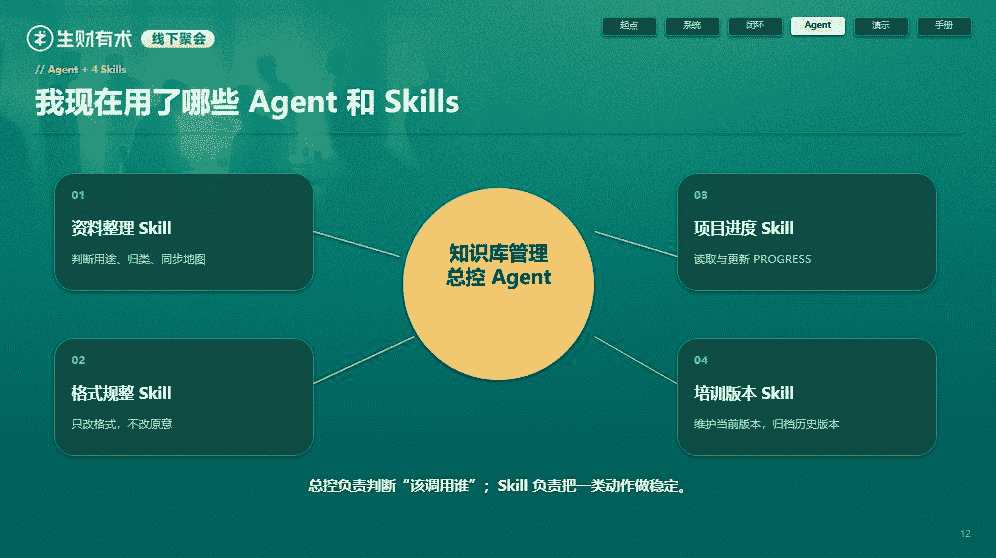 生财有术 线下聚会
起点 系统 闭环 Agent 演示 手册
// Agent + 4 Skills
我现在用了哪些 Agent 和 Skills
01
资料整理 Skill
判断用途、归类、同步地图
02
格式规整 Skill
只改格式，不改原意
知识库管理
总控 Agent
03
项目进度 Skill
读取与更新 PROGRESS
04
培训版本 Skill
维护当前版本，归档历史版本
总控负责判断“该调用谁”；Skill 负责把一类动作做稳定。
12